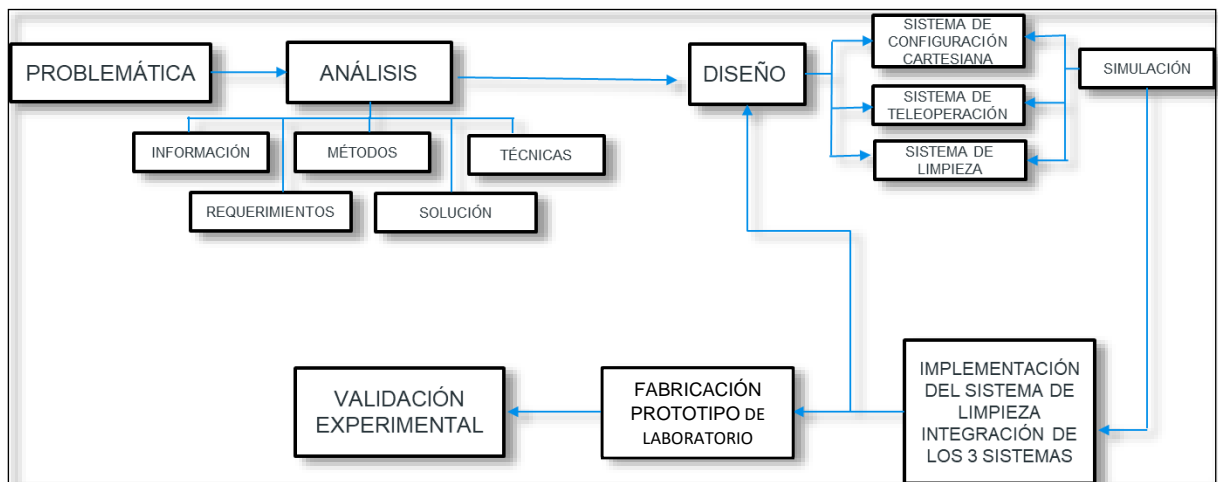 PROBLEMÁTICA
ANÁLISIS
DISEÑO
SISTEMA DE
CONFIGURACIÓN
CARTESIANA
SIMULACIÓN
SISTEMA DE
TELEOPERACIÓN
SISTEMA DE
LIMPIEZA
INFORMACIÓN
MÉTODOS
TÉCNICAS
REQUERIMIENTOS
SOLUCIÓN
VALIDACIÓN
EXPERIMENTAL
FABRICACIÓN
PROTOTIPO DE
LABORATORIO
IMPLEMENTACIÓN
DEL SISTEMA DE
LIMPIEZA
INTEGRACIÓN DE
LOS 3 SISTEMAS